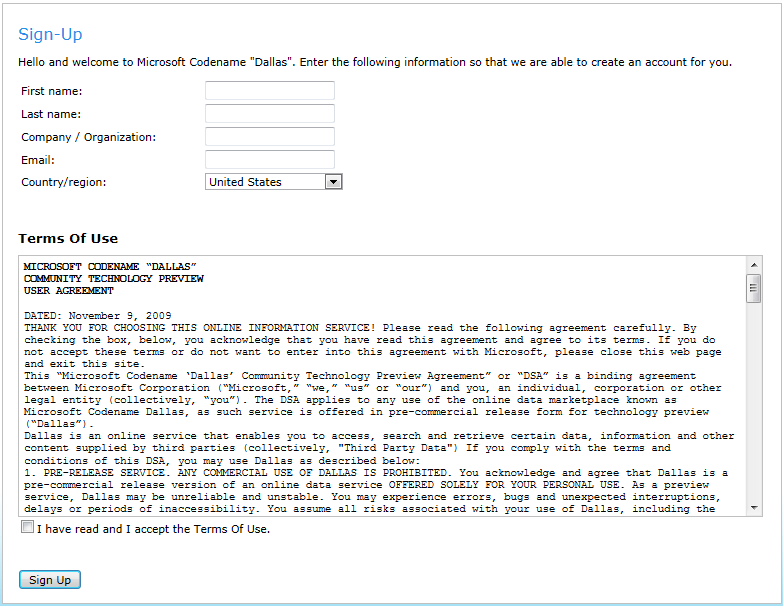 Sign-Up
Hello and welcome to Microsoft Codename "Dallas". Enter the following information so that we are able to create an account for you.
First name:
Last name:
Company / Organization:
Email:
Country/region:
United States
Terms Of Use
MICROSOFT CODENAME “DALLAS”
COMMUNITY TECHNOLOGY PREVIEW
USER AGREEMENT
DATED: November 9, 2009
THANK YOU FOR CHOOSING THIS ONLINE INFORMATION SERVICE! Please read the following agreement carefully. By
checking the box, below, you acknowledge that you have read this agreement and agree to its terms. If you do
not accept these terms or do not want to enter into this agreement with Microsoft, please close this web page
and exit this site.
This “Microsoft Codename ‘Dallas’ Community Technology Preview Agreement” or “DSA” is a binding agreement
between Microsoft Corporation (“Microsoft,” “we,” “us” or “our”) and you, an individual, corporation or other
legal entity (collectively, “you”). The DSA applies to any use of the online data marketplace known as
Microsoft Codename Dallas, as such service is offered in pre-commercial release form for technology preview
(“Dallas”).
Dallas is an online service that enables you to access, search and retrieve certain data, information and other
content supplied by third parties (collectively, "Third Party Data") If you comply with the terms and
conditions of this DSA, you may use Dallas as described below:
1. PRE-RELEASE SERVICE. ANY COMMERCIAL USE OF DALLAS IS PROHIBITED. You acknowledge and agree that Dallas is a
pre-commercial release version of an online data service OFFERED SOLELY FOR YOUR PERSONAL USE. As a preview
service, Dallas may be unreliable and unstable. You may experience errors, bugs and unexpected interruptions,
delays or periods of inaccessibility. You assume all risks associated with your use of Dallas, including the
I have read and I accept the Terms Of Use.
Sign Up